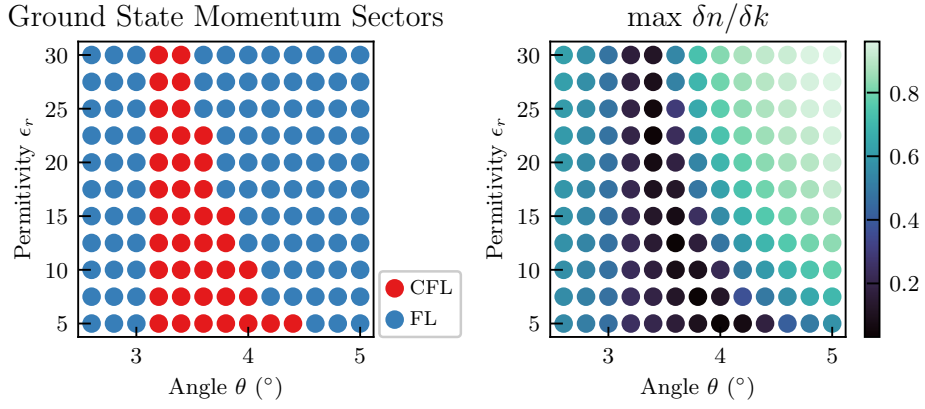 Ground State Momentum Sectors
Permitivity ϵ_r
30
25
20
15
10
5
3
4
5
Angle θ (°)
CFL
FL
max δn/δk
Permitivity ϵ_r
30
25
20
15
10
5
3
4
5
Angle θ (°)
0.8
0.6
0.4
0.2